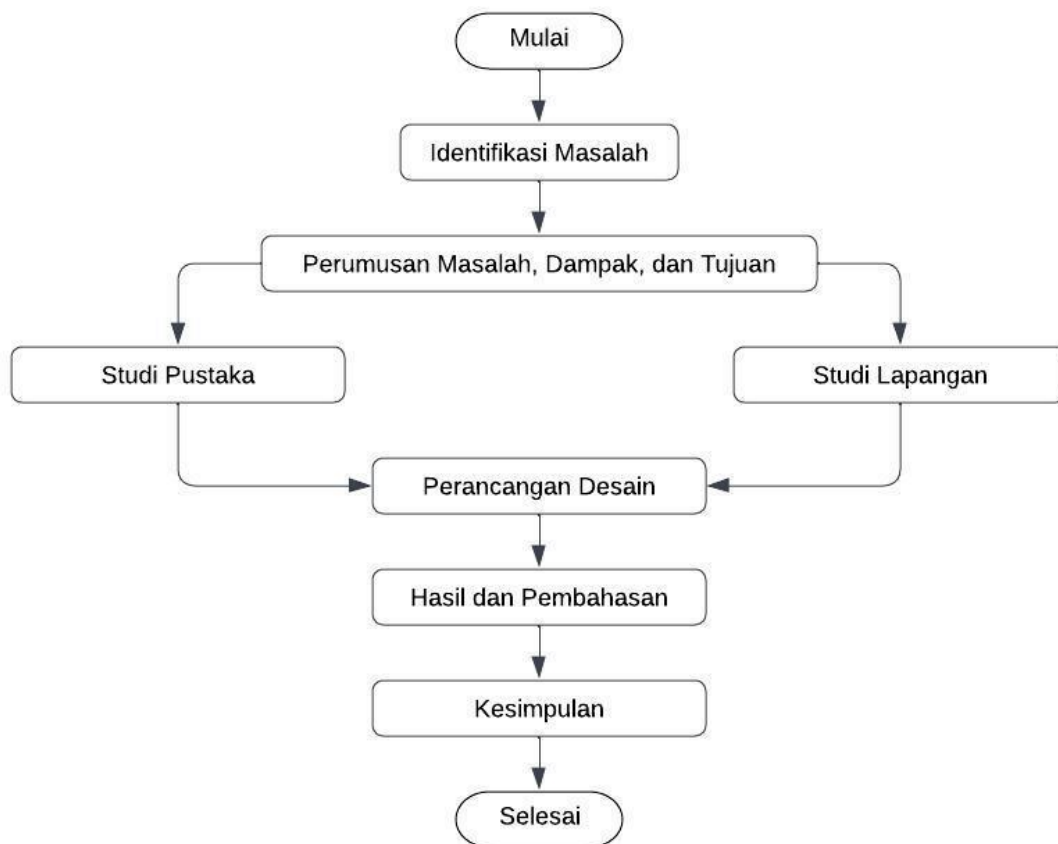 Mulai
Identifikasi Masalah
Perumusan Masalah, Dampak, dan Tujuan
Studi Pustaka
Studi Lapangan
Perancangan Desain
Hasil dan Pembahasan
Kesimpulan
Selesai